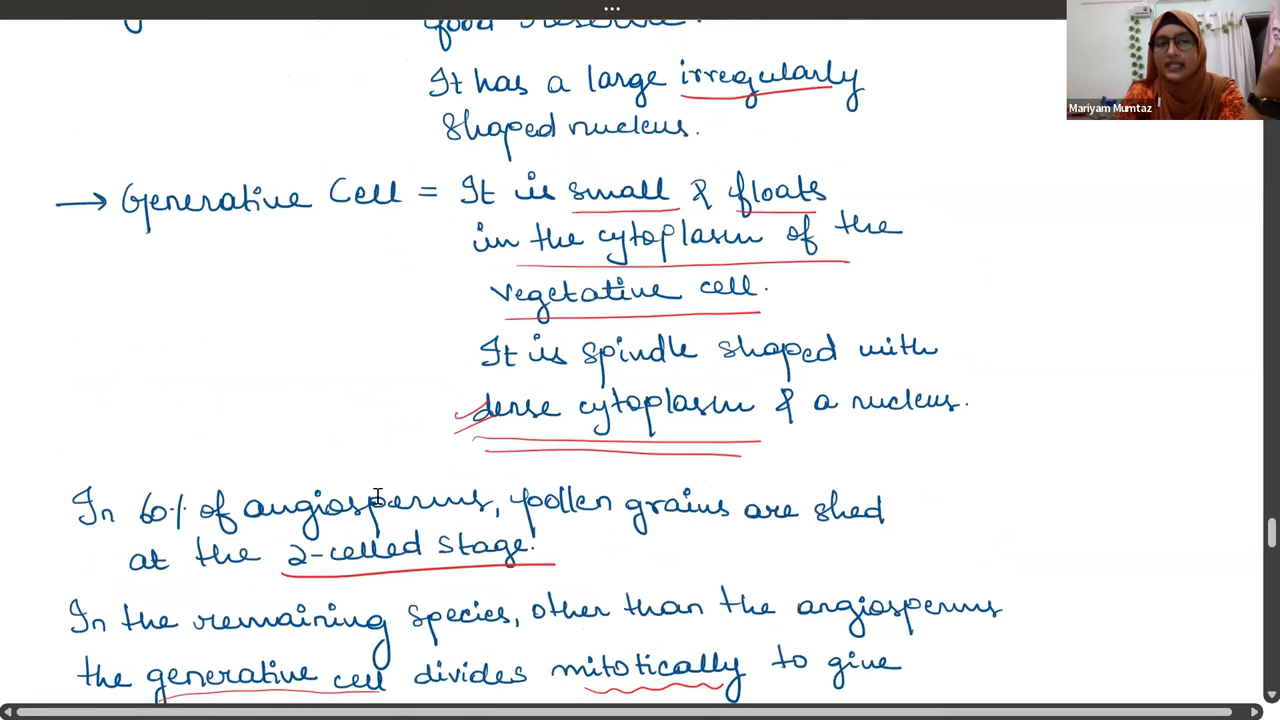 food reserve.
It has a large irregularly
shaped nucleus.
Mariyam Mumtaz
→ Generative Cell = It is small & floats
in the cytoplasm of the
vegetative cell.
It is spindle shaped with
dense cytoplasm & a nucleus.
In 60% of angiosperms, pollen grains are shed
at the 2-celled stage.
In the remaining species, other than the angiosperms
the generative cell divides mitotically to give